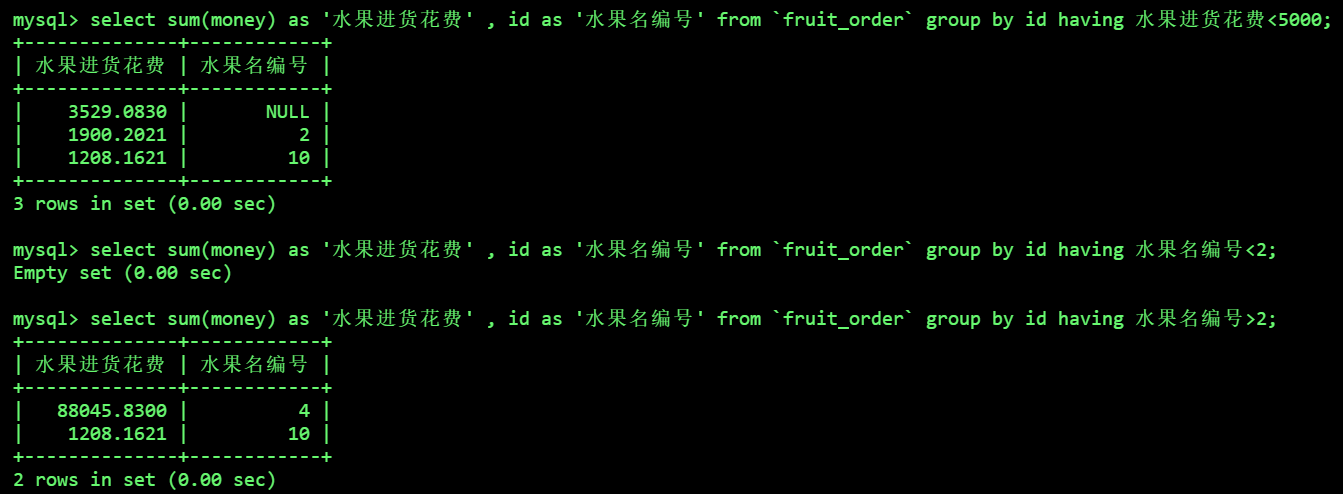 mysql> select sum(money) as '水果进货花费' , id as '水果名编号' from `fruit_order` group by id having 水果进货花费<5000;
+--------------+------------+
| 水果进货花费 | 水果名编号 |
+--------------+------------+
|    3529.0830 |       NULL |
|    1900.2021 |          2 |
|    1208.1621 |         10 |
+--------------+------------+
3 rows in set (0.00 sec)
mysql> select sum(money) as '水果进货花费' , id as '水果名编号' from `fruit_order` group by id having 水果名编号<2;
Empty set (0.00 sec)
mysql> select sum(money) as '水果进货花费' , id as '水果名编号' from `fruit_order` group by id having 水果名编号>2;
+--------------+------------+
| 水果进货花费 | 水果名编号 |
+--------------+------------+
|   88045.8300 |          4 |
|    1208.1621 |         10 |
+--------------+------------+
2 rows in set (0.00 sec)